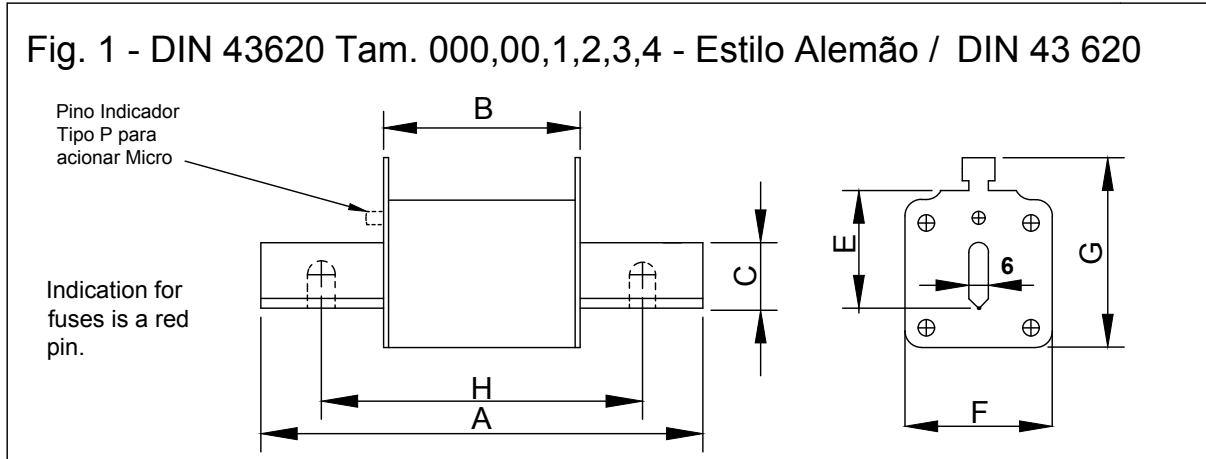 Fig. 1 - DIN 43620 Tam. 000,00,1,2,3,4 - Estilo Alemão / DIN 43 620
Pino Indicador
Tipo P para
acionar Micro
B
E
G
C
6
Indication for
fuses is a red
pin.
H
A
F